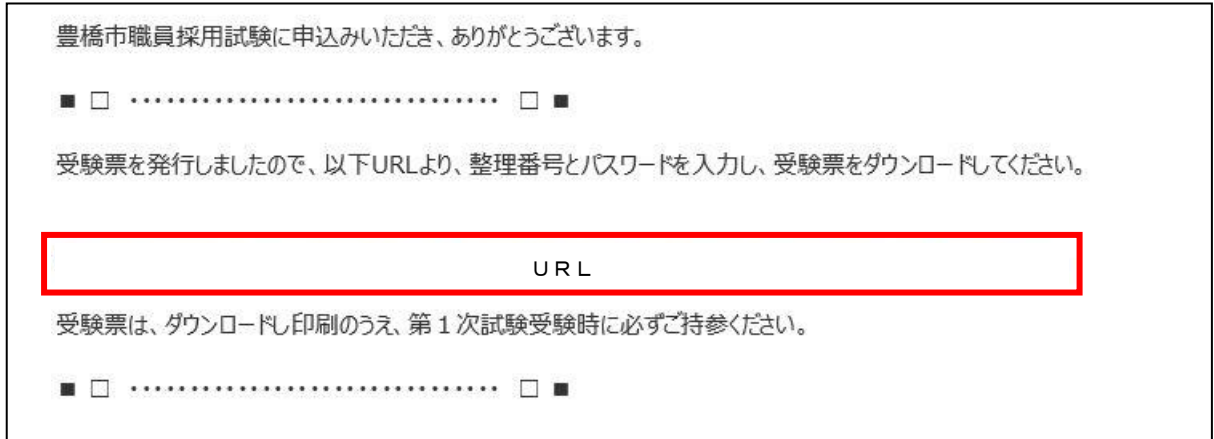 豊橋市職員採用試験に申込みいただき、ありがとうございます。
■ □ ・・・・・・・・・・・・・・・・・・・・・・・・・・・・・・・ □ ■
受験票を発行しましたので、以下URLより、整理番号とパスワードを入力し、受験票をダウンロードしてください。
ＵＲＬ
受験票は、ダウンロードし印刷のうえ、第１次試験受験時に必ずご持参ください。
■ □ ・・・・・・・・・・・・・・・・・・・・・・・・・・・・・・・ □ ■